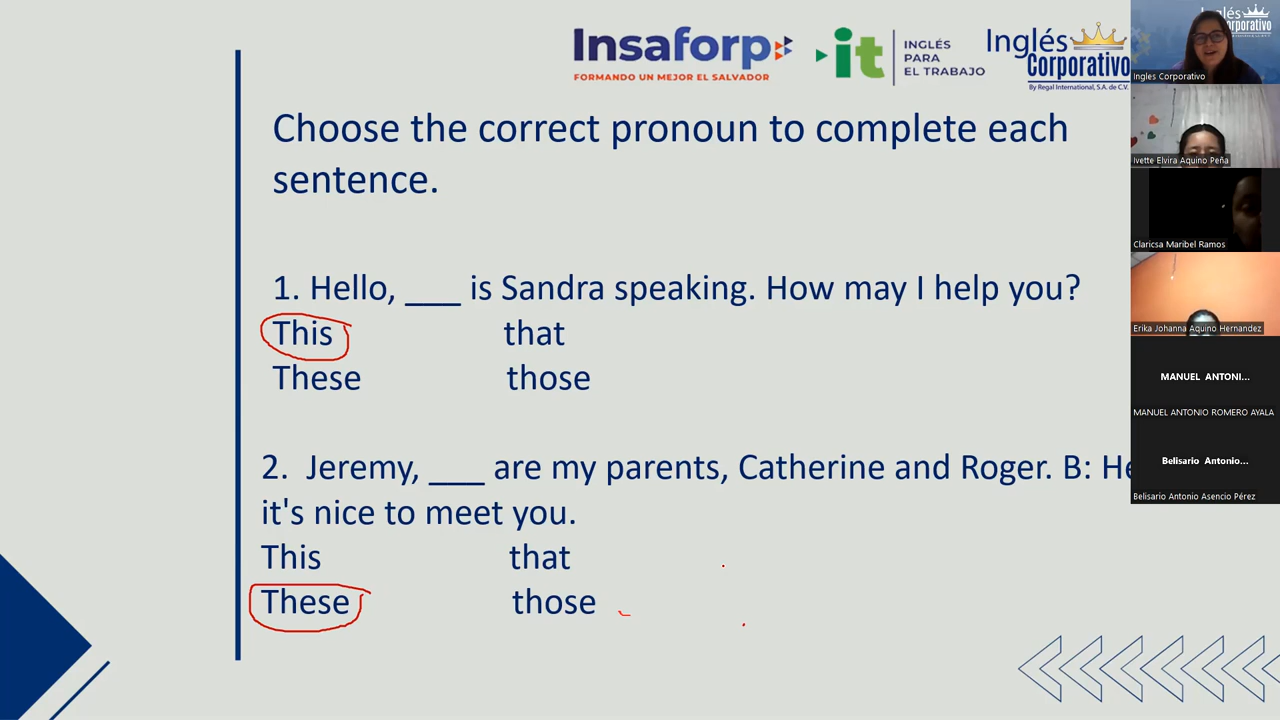 Insaforp
FORMANDO UN MEJOR EL SALVADOR
it
INGLÉS
PARA
EL TRABAJO
Inglés
Corporativo
By Regal International, S.A. de C.V.
Choose the correct pronoun to complete each
sentence.
1. Hello, ___ is Sandra speaking. How may I help you?
This that
These those
2. Jeremy, ___ are my parents, Catherine and Roger. B: He
it's nice to meet you.
This that
These those
Ingles Corporativo
Ivette Elvira Aquino Peña
Claricsa Maribel Ramos
Erika Johanna Aquino Hernandez
MANUEL ANTONI...
MANUEL ANTONIO ROMERO AYALA
Belisario Antonio...
Belisario Antonio Asencio Pérez